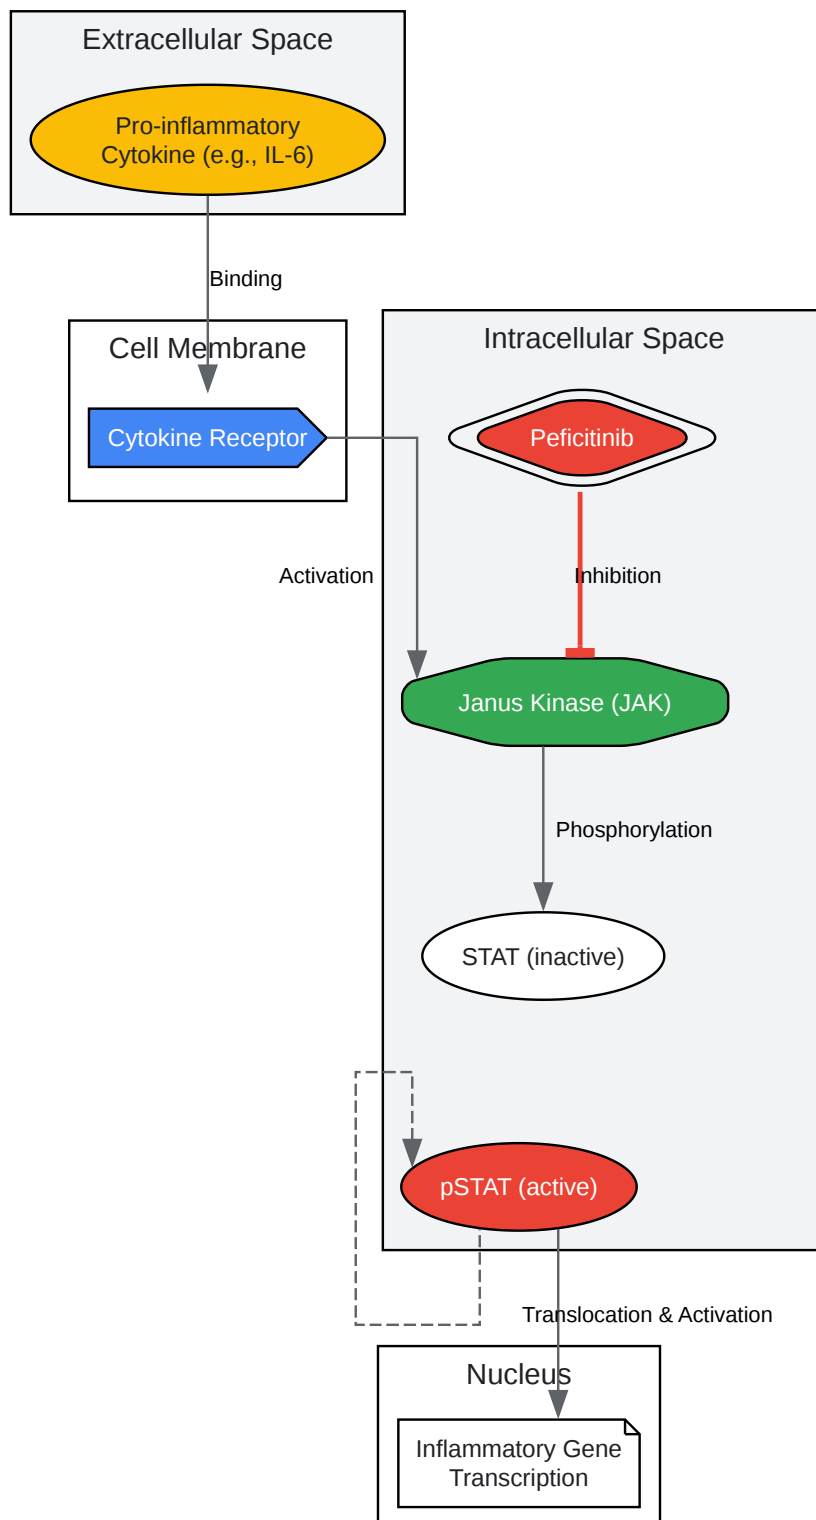 Extracellular Space
Pro-inflammatory
Cytokine (e.g., IL-6)
Binding
Cell Membrane
Cytokine Receptor
Intracellular Space
Peficitinib
Activation
Inhibition
Janus Kinase (JAK)
Phosphorylation
STAT (inactive)
pSTAT (active)
Translocation & Activation
Nucleus
Inflammatory Gene
Transcription